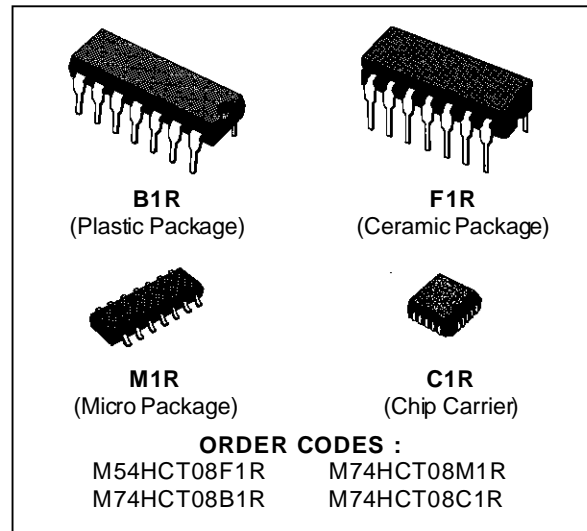 B1R
(Plastic Package)
F1R
(Ceramic Package)
M1R
(Micro Package)
C1R
(Chip Carrier)
ORDER CODES :
M54HCT08F1R M74HCT08M1R
M74HCT08B1R M74HCT08C1R